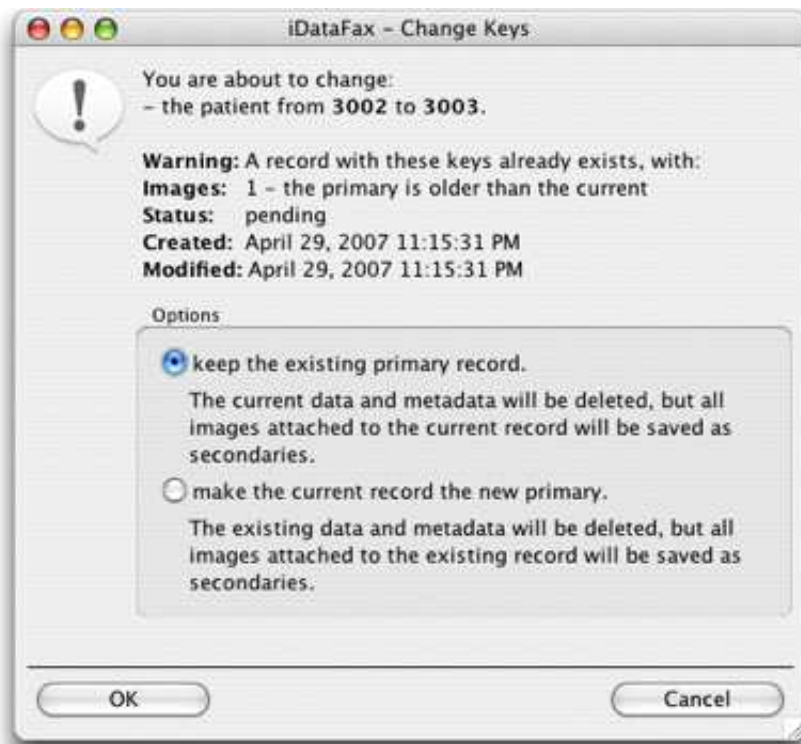 iDataFax – Change Keys
You are about to change:
– the patient from 3002 to 3003.
Warning: A record with these keys already exists, with:
Images: 1 – the primary is older than the current
Status: pending
Created: April 29, 2007 11:15:31 PM
Modified: April 29, 2007 11:15:31 PM
Options
keep the existing primary record.
The current data and metadata will be deleted, but all
images attached to the current record will be saved as
secondaries.
make the current record the new primary.
The existing data and metadata will be deleted, but all
images attached to the existing record will be saved as
secondaries.
OK
Cancel